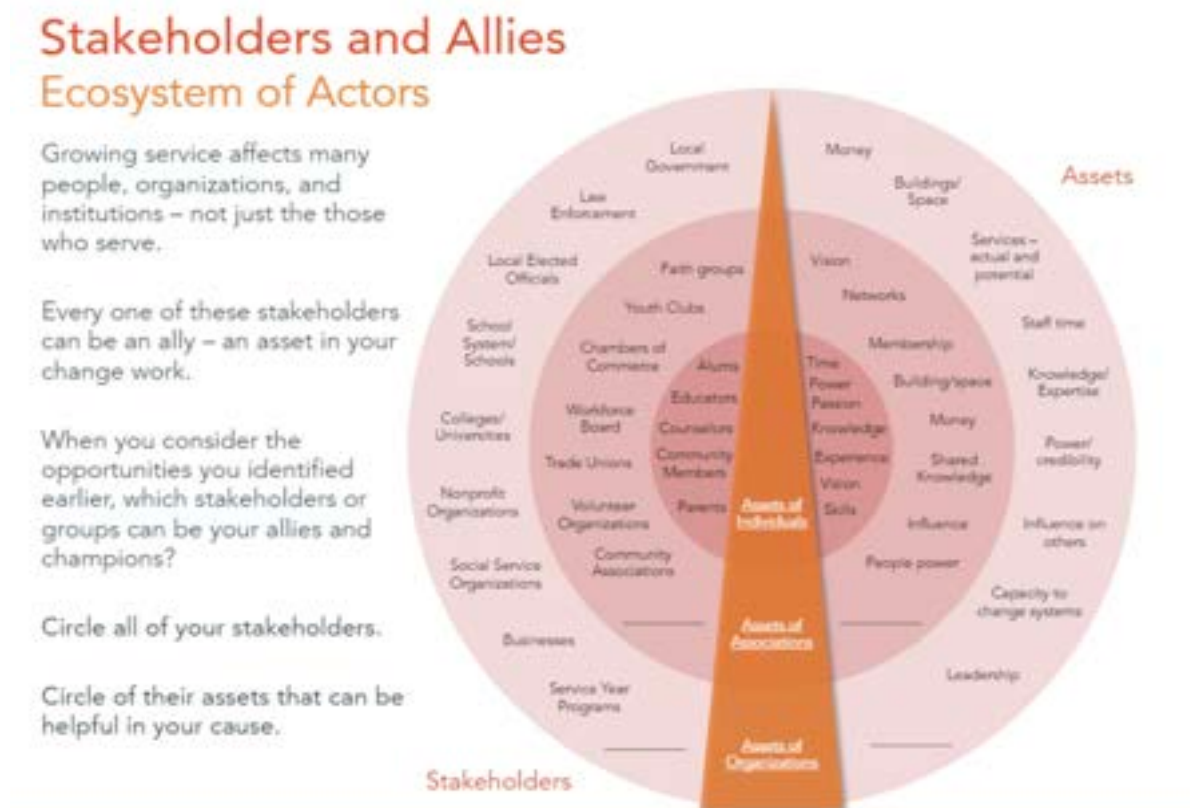 Stakeholders and Allies
Ecosystem of Actors
Growing service affects many
people, organizations, and
institutions – not just the those
who serve.
Every one of these stakeholders
can be an ally – an asset in your
change work.
When you consider the
opportunities you identified
earlier, which stakeholders or
groups can be your allies and
champions?
Circle all of your stakeholders.
Circle of their assets that can be
helpful in your cause.
Stakeholders
Local
Government
Law
Enforcement
Local Elected
Officials
School
System/
Schools
Colleges/
Universities
Nonprofit
Organizations
Social Service
Organizations
Businesses
Service Year
Programs
Faith groups
Youth Clubs
Chambers of
Commerce
Workforce
Board
Trade Unions
Volunteer
Organizations
Community
Associations
Alums
Educators
Counselors
Community
Members
Parents
Assets of
Individuals
Assets of
Associations
Assets of
Organizations
Time
Power
Passion
Knowledge
Experience
Vision
Skills
Vision
Networks
Membership
Building/space
Money
Shared
Knowledge
Influence
People power
Money
Buildings/
Space
Services –
actual and
potential
Staff time
Knowledge/
Expertise
Power/
credibility
Influence on
others
Capacity to
change systems
Leadership
Assets